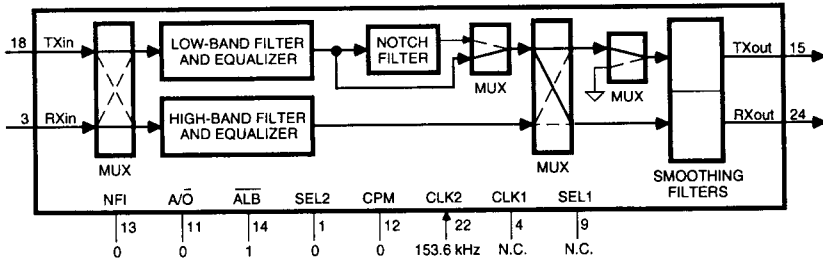 18 TXin
LOW-BAND FILTER
AND EQUALIZER
NOTCH
FILTER
MUX
MUX
TXout 15
3 RXin
MUX
HIGH-BAND FILTER
AND EQUALIZER
MUX
RXout 24
SMOOTHING
FILTERS
NFI A/O̅ A̅L̅B̅ SEL2 CPM CLK2 CLK1 SEL1
13 11 14 1 12 22 4 9
0 0 1 0 0 153.6 kHz N.C. N.C.